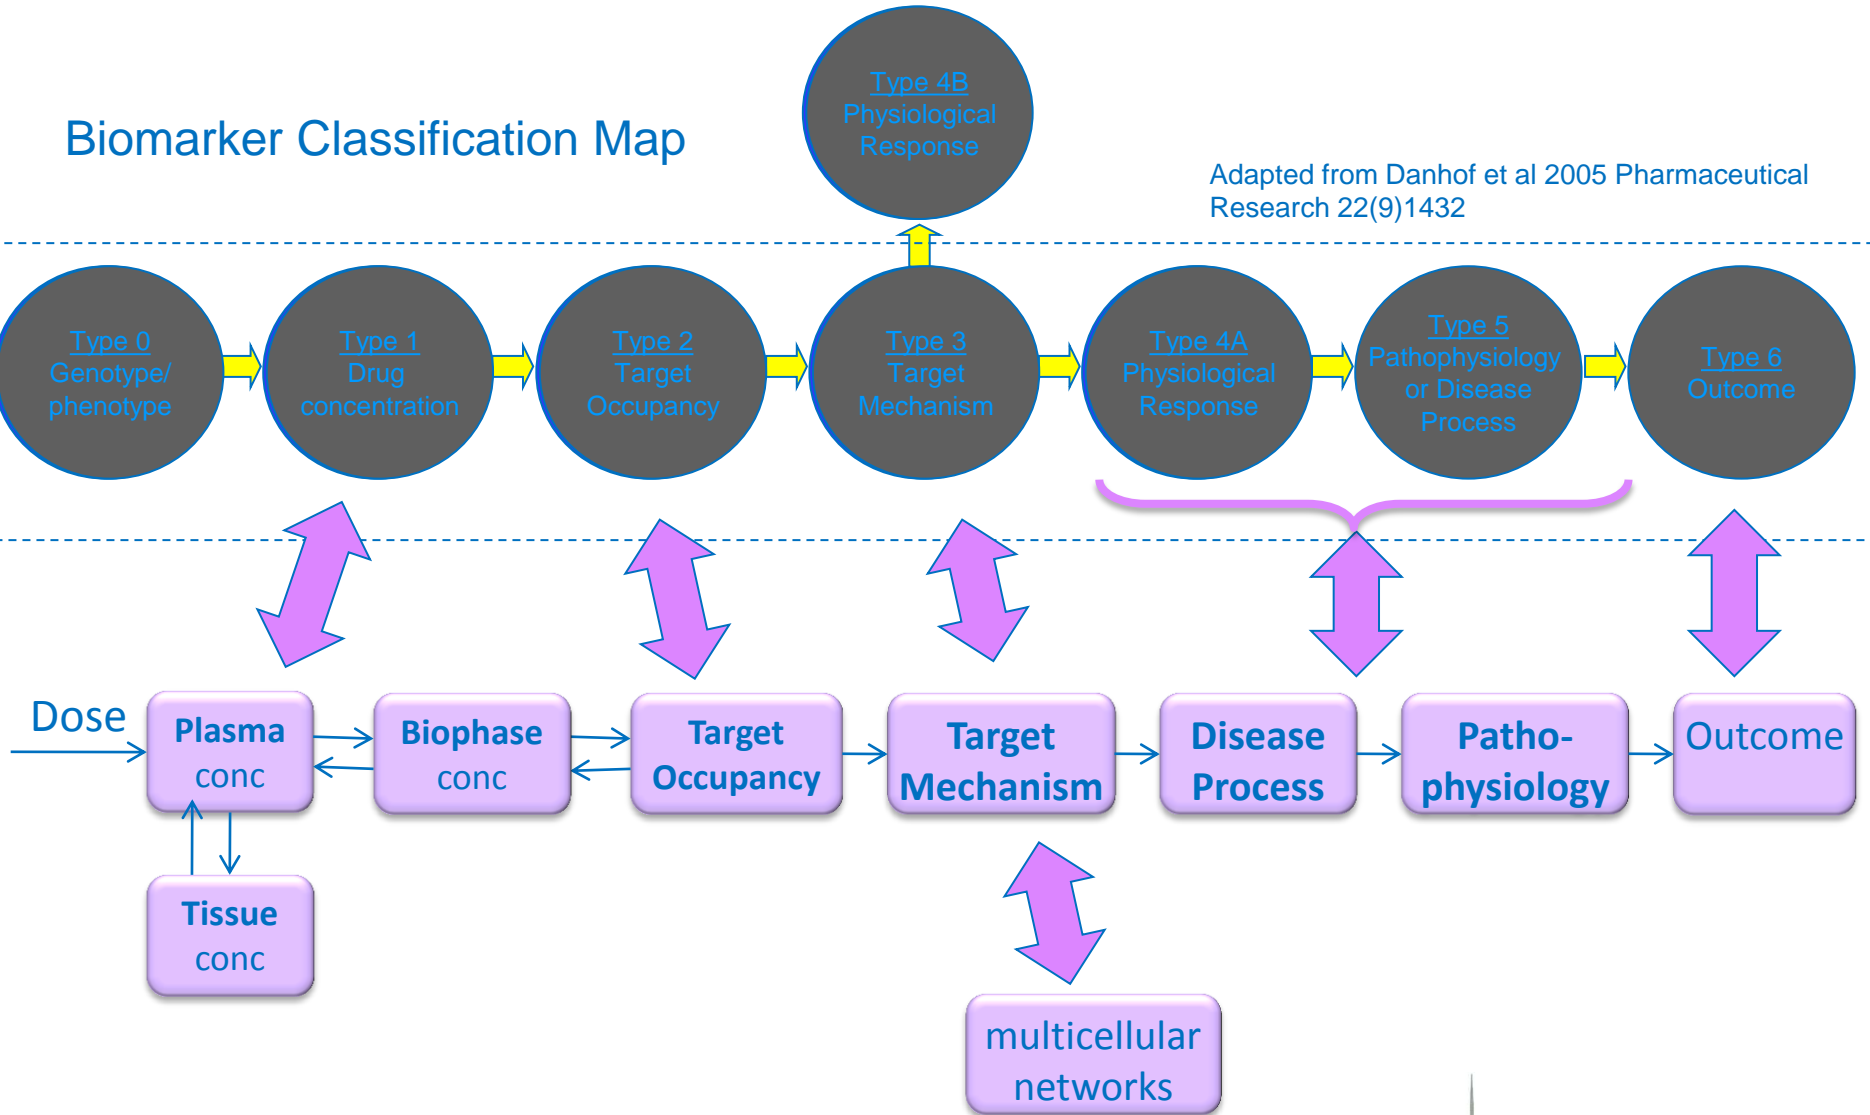 Type 4B
Physiological
Response
Biomarker Classification Map
Adapted from Danhof et al 2005 Pharmaceutical
Research 22(9)1432
Type 0
Genotype/
phenotype
Type 1
Drug
concentration
Type 2
Target
Occupancy
Type 3
Target
Mechanism
Type 4A
Physiological
Response
Type 5
Pathophysiology
or Disease
Process
Type 6
Outcome
Dose
Plasma
conc
Biophase
conc
Target
Occupancy
Target
Mechanism
Disease
Process
Patho-
physiology
Outcome
Tissue
conc
multicellular
networks